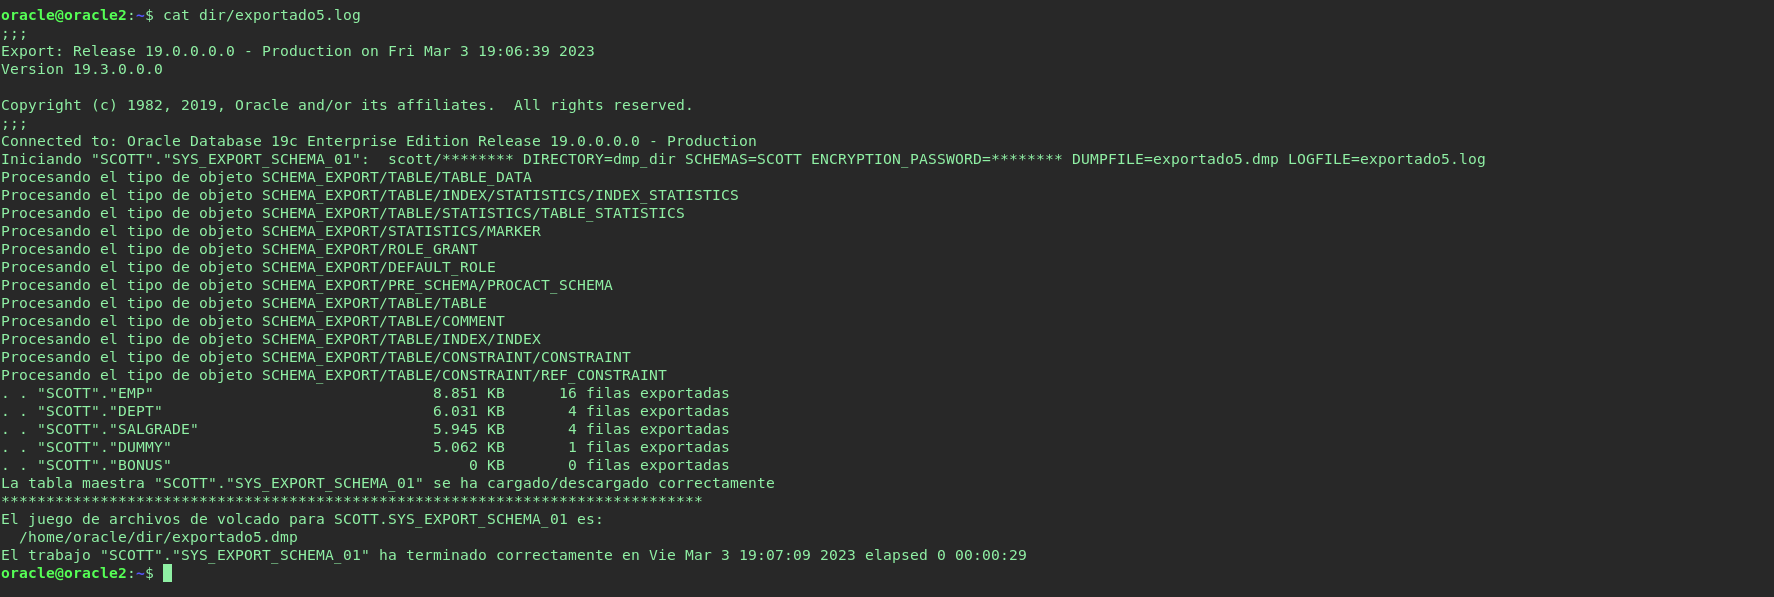 oracle@oracle2:~$ cat dir/exportado5.log
;;;
Export: Release 19.0.0.0.0 - Production on Fri Mar 3 19:06:39 2023
Version 19.3.0.0.0
Copyright (c) 1982, 2019, Oracle and/or its affiliates.  All rights reserved.
;;;
Connected to: Oracle Database 19c Enterprise Edition Release 19.0.0.0.0 - Production
Iniciando "SCOTT"."SYS_EXPORT_SCHEMA_01":  scott/******** DIRECTORY=dmp_dir SCHEMAS=SCOTT ENCRYPTION_PASSWORD=******** DUMPFILE=exportado5.dmp LOGFILE=exportado5.log
Procesando el tipo de objeto SCHEMA_EXPORT/TABLE/TABLE_DATA
Procesando el tipo de objeto SCHEMA_EXPORT/TABLE/INDEX/STATISTICS/INDEX_STATISTICS
Procesando el tipo de objeto SCHEMA_EXPORT/TABLE/STATISTICS/TABLE_STATISTICS
Procesando el tipo de objeto SCHEMA_EXPORT/STATISTICS/MARKER
Procesando el tipo de objeto SCHEMA_EXPORT/ROLE_GRANT
Procesando el tipo de objeto SCHEMA_EXPORT/DEFAULT_ROLE
Procesando el tipo de objeto SCHEMA_EXPORT/PRE_SCHEMA/PROCACT_SCHEMA
Procesando el tipo de objeto SCHEMA_EXPORT/TABLE/TABLE
Procesando el tipo de objeto SCHEMA_EXPORT/TABLE/COMMENT
Procesando el tipo de objeto SCHEMA_EXPORT/TABLE/INDEX/INDEX
Procesando el tipo de objeto SCHEMA_EXPORT/TABLE/CONSTRAINT/CONSTRAINT
Procesando el tipo de objeto SCHEMA_EXPORT/TABLE/CONSTRAINT/REF_CONSTRAINT
. . "SCOTT"."EMP"                               8.851 KB      16 filas exportadas
. . "SCOTT"."DEPT"                              6.031 KB       4 filas exportadas
. . "SCOTT"."SALGRADE"                          5.945 KB       4 filas exportadas
. . "SCOTT"."DUMMY"                             5.062 KB       1 filas exportadas
. . "SCOTT"."BONUS"                                 0 KB       0 filas exportadas
La tabla maestra "SCOTT"."SYS_EXPORT_SCHEMA_01" se ha cargado/descargado correctamente
******************************************************************************
El juego de archivos de volcado para SCOTT.SYS_EXPORT_SCHEMA_01 es:
  /home/oracle/dir/exportado5.dmp
El trabajo "SCOTT"."SYS_EXPORT_SCHEMA_01" ha terminado correctamente en Vie Mar 3 19:07:09 2023 elapsed 0 00:00:29
oracle@oracle2:~$